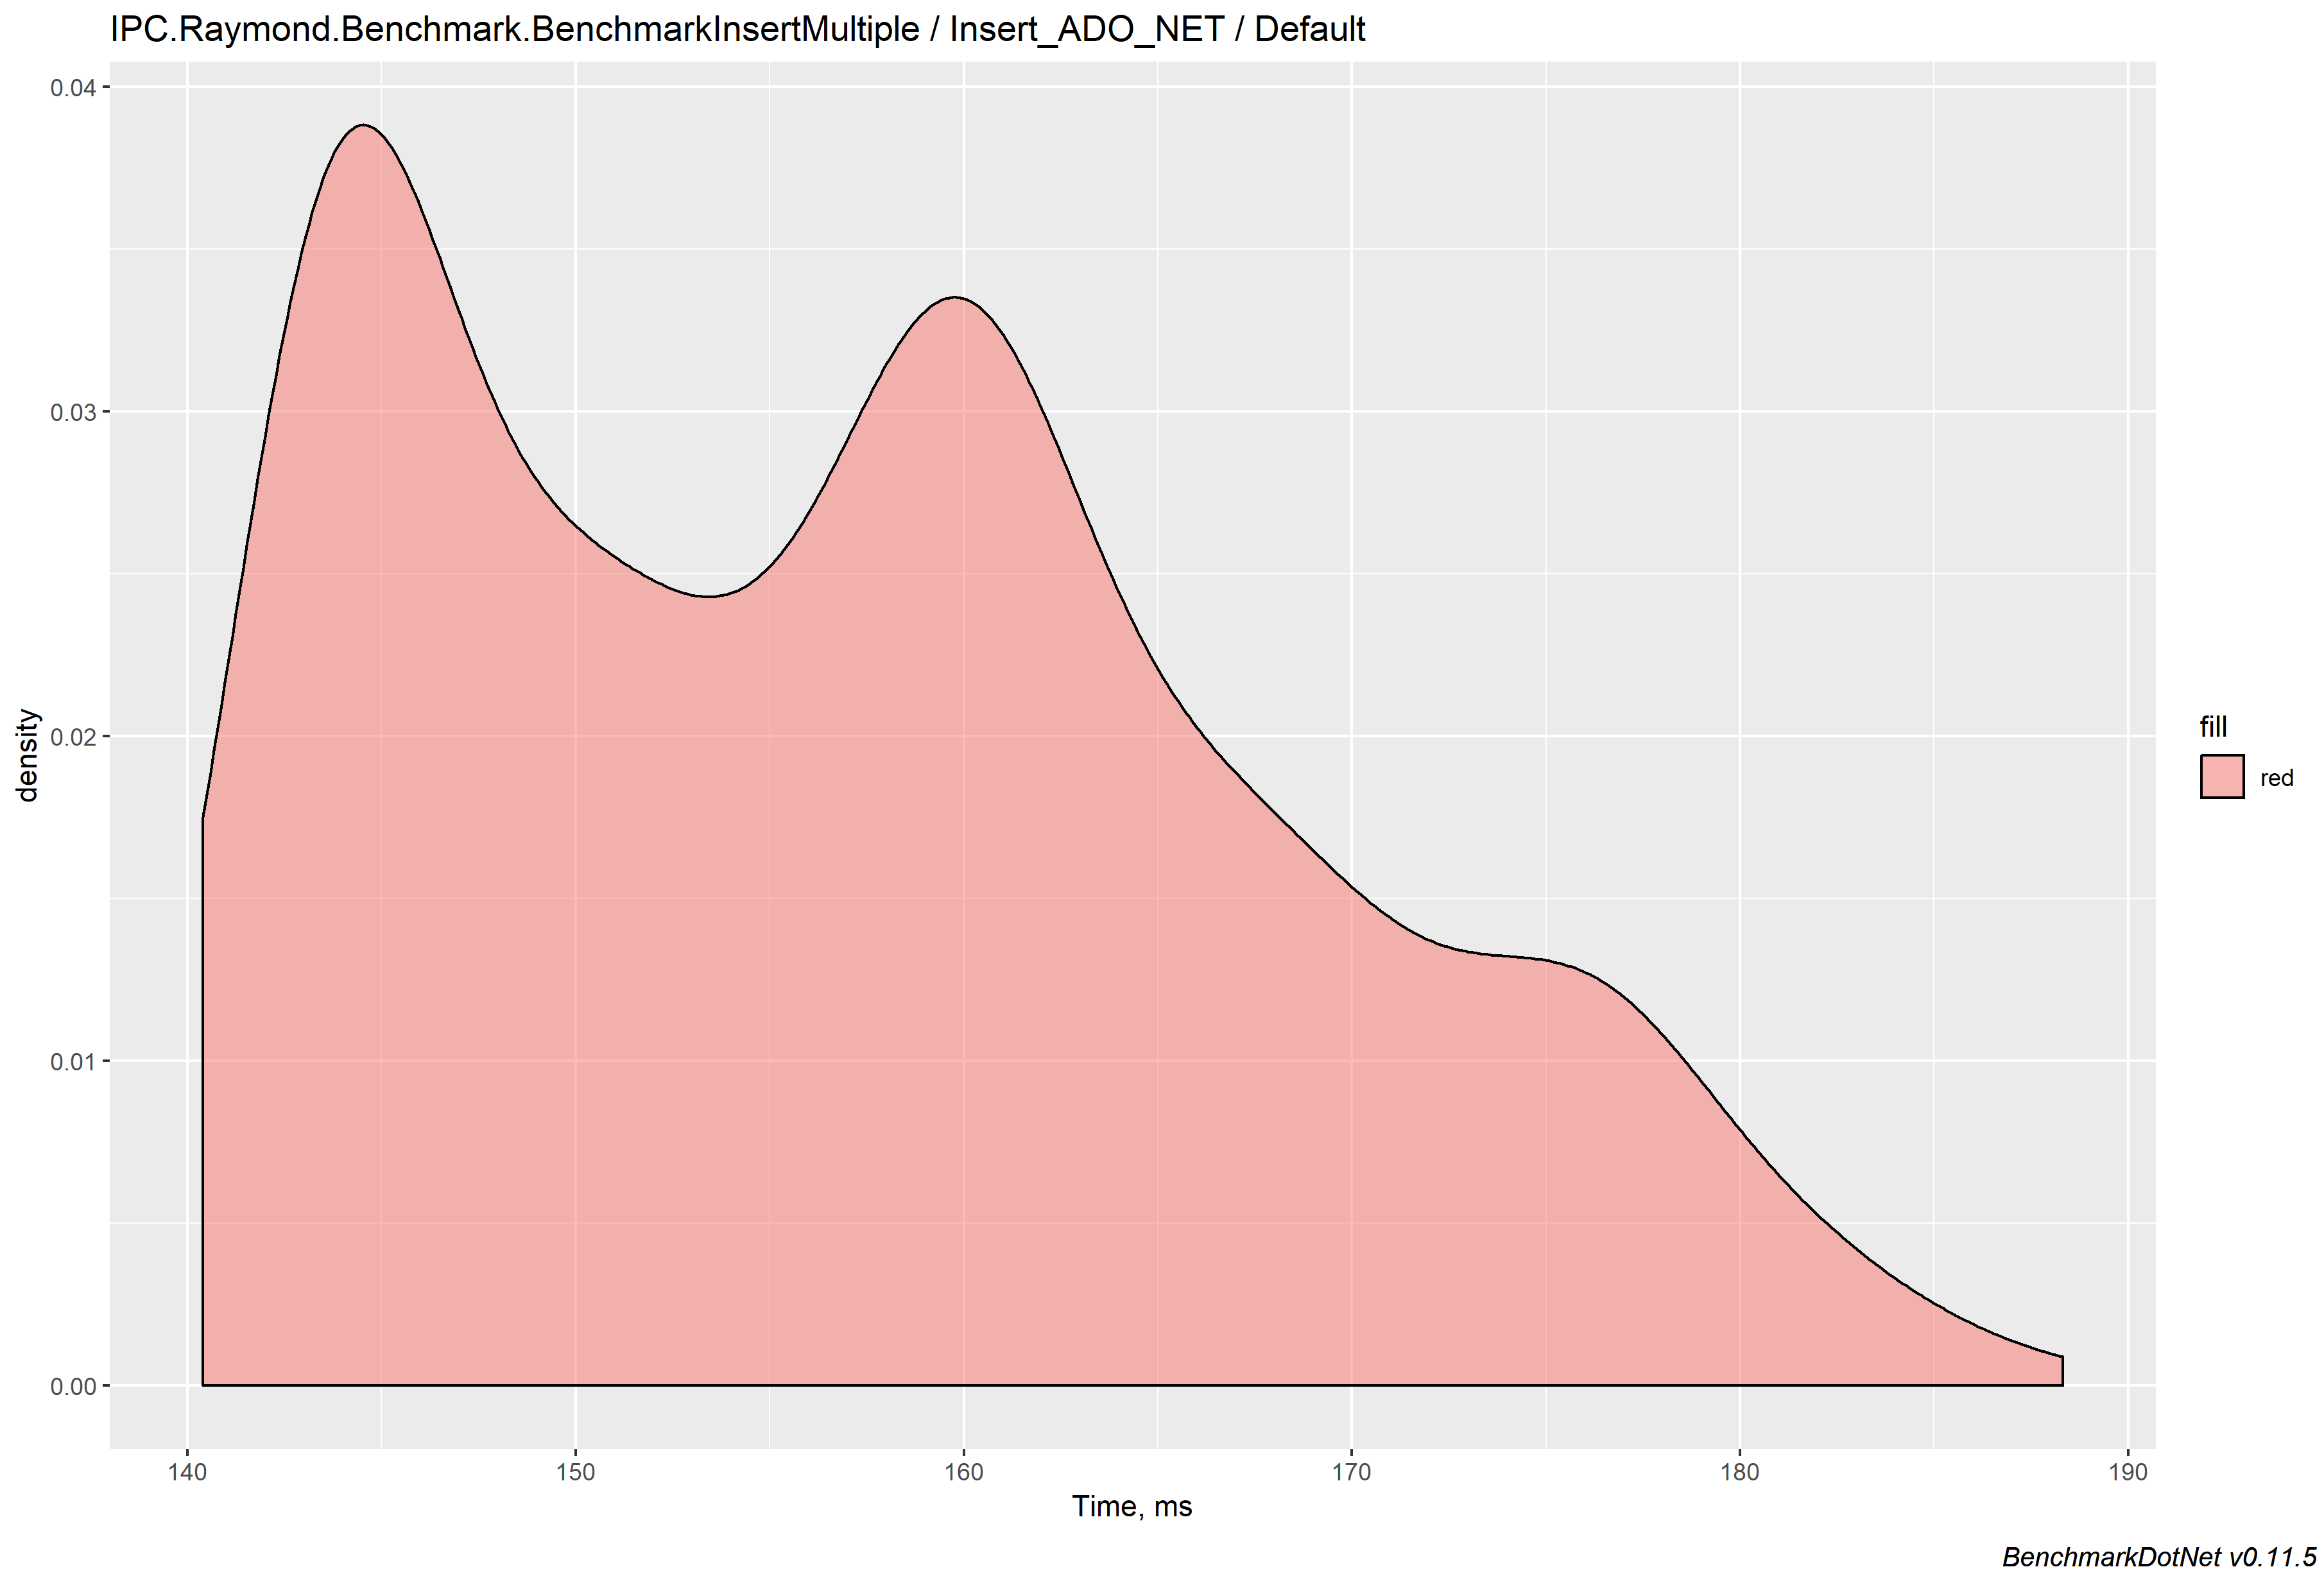 IPC.Raymond.Benchmark.BenchmarkInsertMultiple / Insert_ADO_NET / Default
0.04
0.03
0.02
0.01
0.00
density
140 150 160 170 180 190
Time, ms
fill
red
BenchmarkDotNet v0.11.5